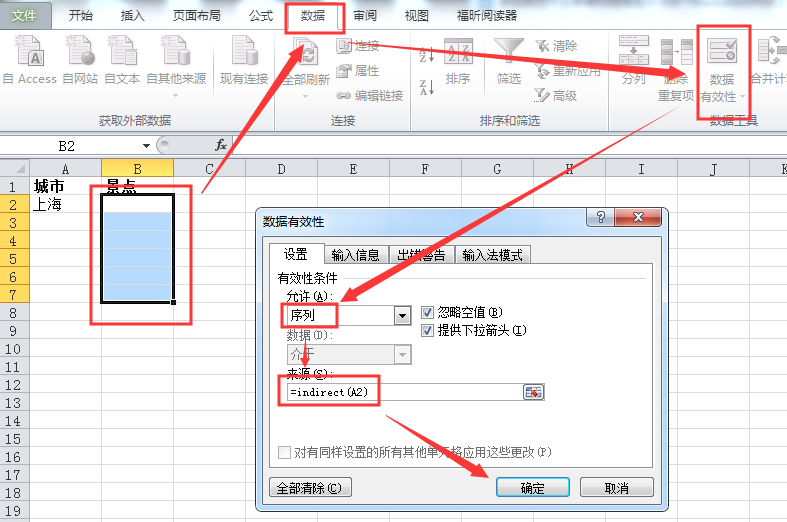 文件 开始 插入 页面布局 公式 数据 审阅 视图 福昕阅读器
自 Access 自网站 自文本 自其他来源 现有连接 全部刷新 连接 属性 编辑链接 排序 筛选 清除 重新应用 高级 分列 删除 重复项 数据 有效性 合并计
获取外部数据 连接 排序和筛选 数据工具
B2 fx
A B C D E F G H I J K
1 城市 景点
2 上海
3
4
5
6
7
8
9
10
11
12
13
14
15
16
17
18
19
数据有效性
设置 输入信息 出错警告 输入法模式
有效性条件
允许(A):
序列 忽略空值(B)
提供下拉箭头(I)
数据(D):
介于
来源(S):
=indirect(A2)
对有同样设置的所有其他单元格应用这些更改(P)
全部清除(C) 确定 取消